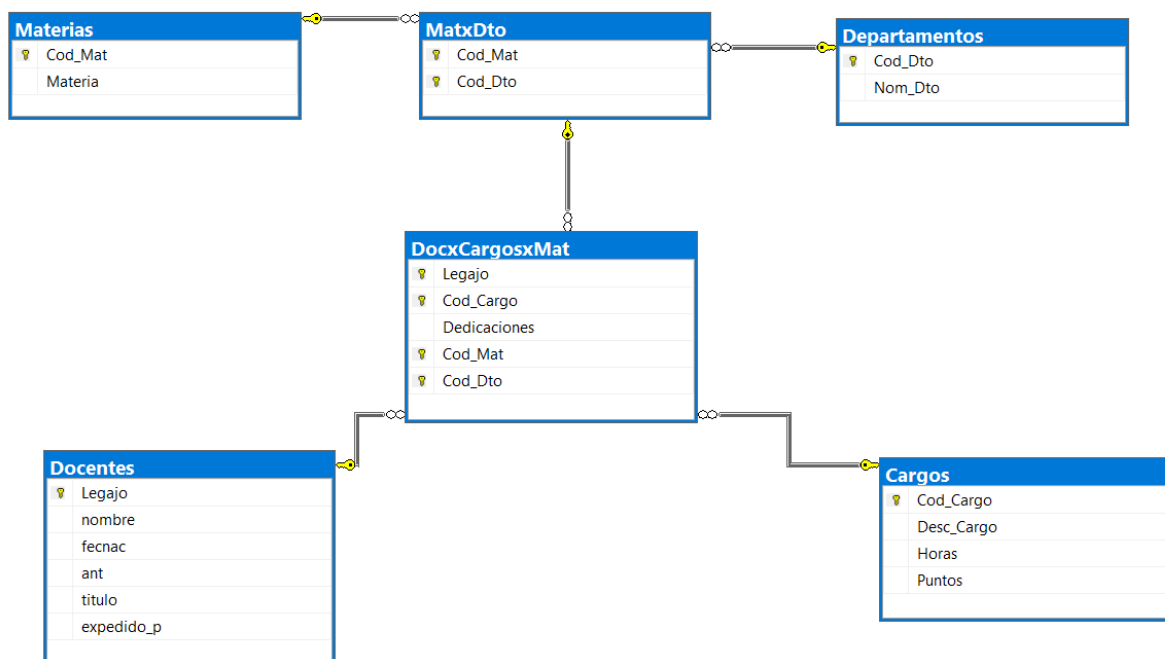 Materias
Cod_Mat
Materia
MatxDto
Cod_Mat
Cod_Dto
Departamentos
Cod_Dto
Nom_Dto
DocxCargosxMat
Legajo
Cod_Cargo
Dedicaciones
Cod_Mat
Cod_Dto
Docentes
Legajo
nombre
fecnac
ant
titulo
expedido_p
Cargos
Cod_Cargo
Desc_Cargo
Horas
Puntos